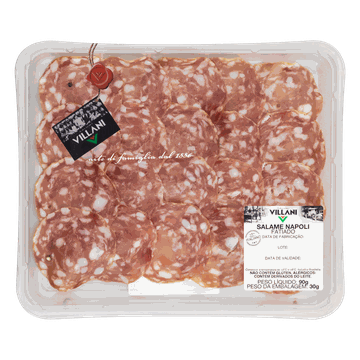 VILLANI
iti di famiglia dal 1886
VILLANI
SALAME NAPOLI
FATIADO
DATA DE FABRICAÇÃO:
LOTE:
DATA DE VALIDADE:
NÃO CONTÉM GLÚTEN, ALÉRGICOS:
CONTÉM DERIVADOS DO LEITE
PESO LÍQUIDO: 90g
PESO DA EMBALAGEM: 30g